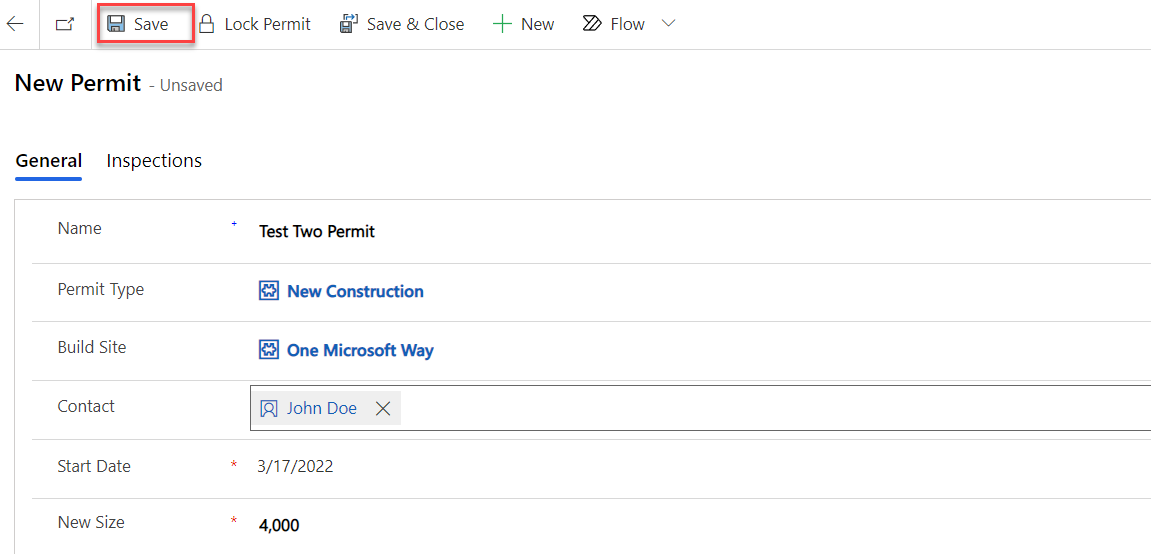 Save Lock Permit Save & Close New Flow
New Permit - Unsaved
General Inspections
Name + Test Two Permit
Permit Type New Construction
Build Site One Microsoft Way
Contact John Doe
Start Date * 3/17/2022
New Size * 4,000